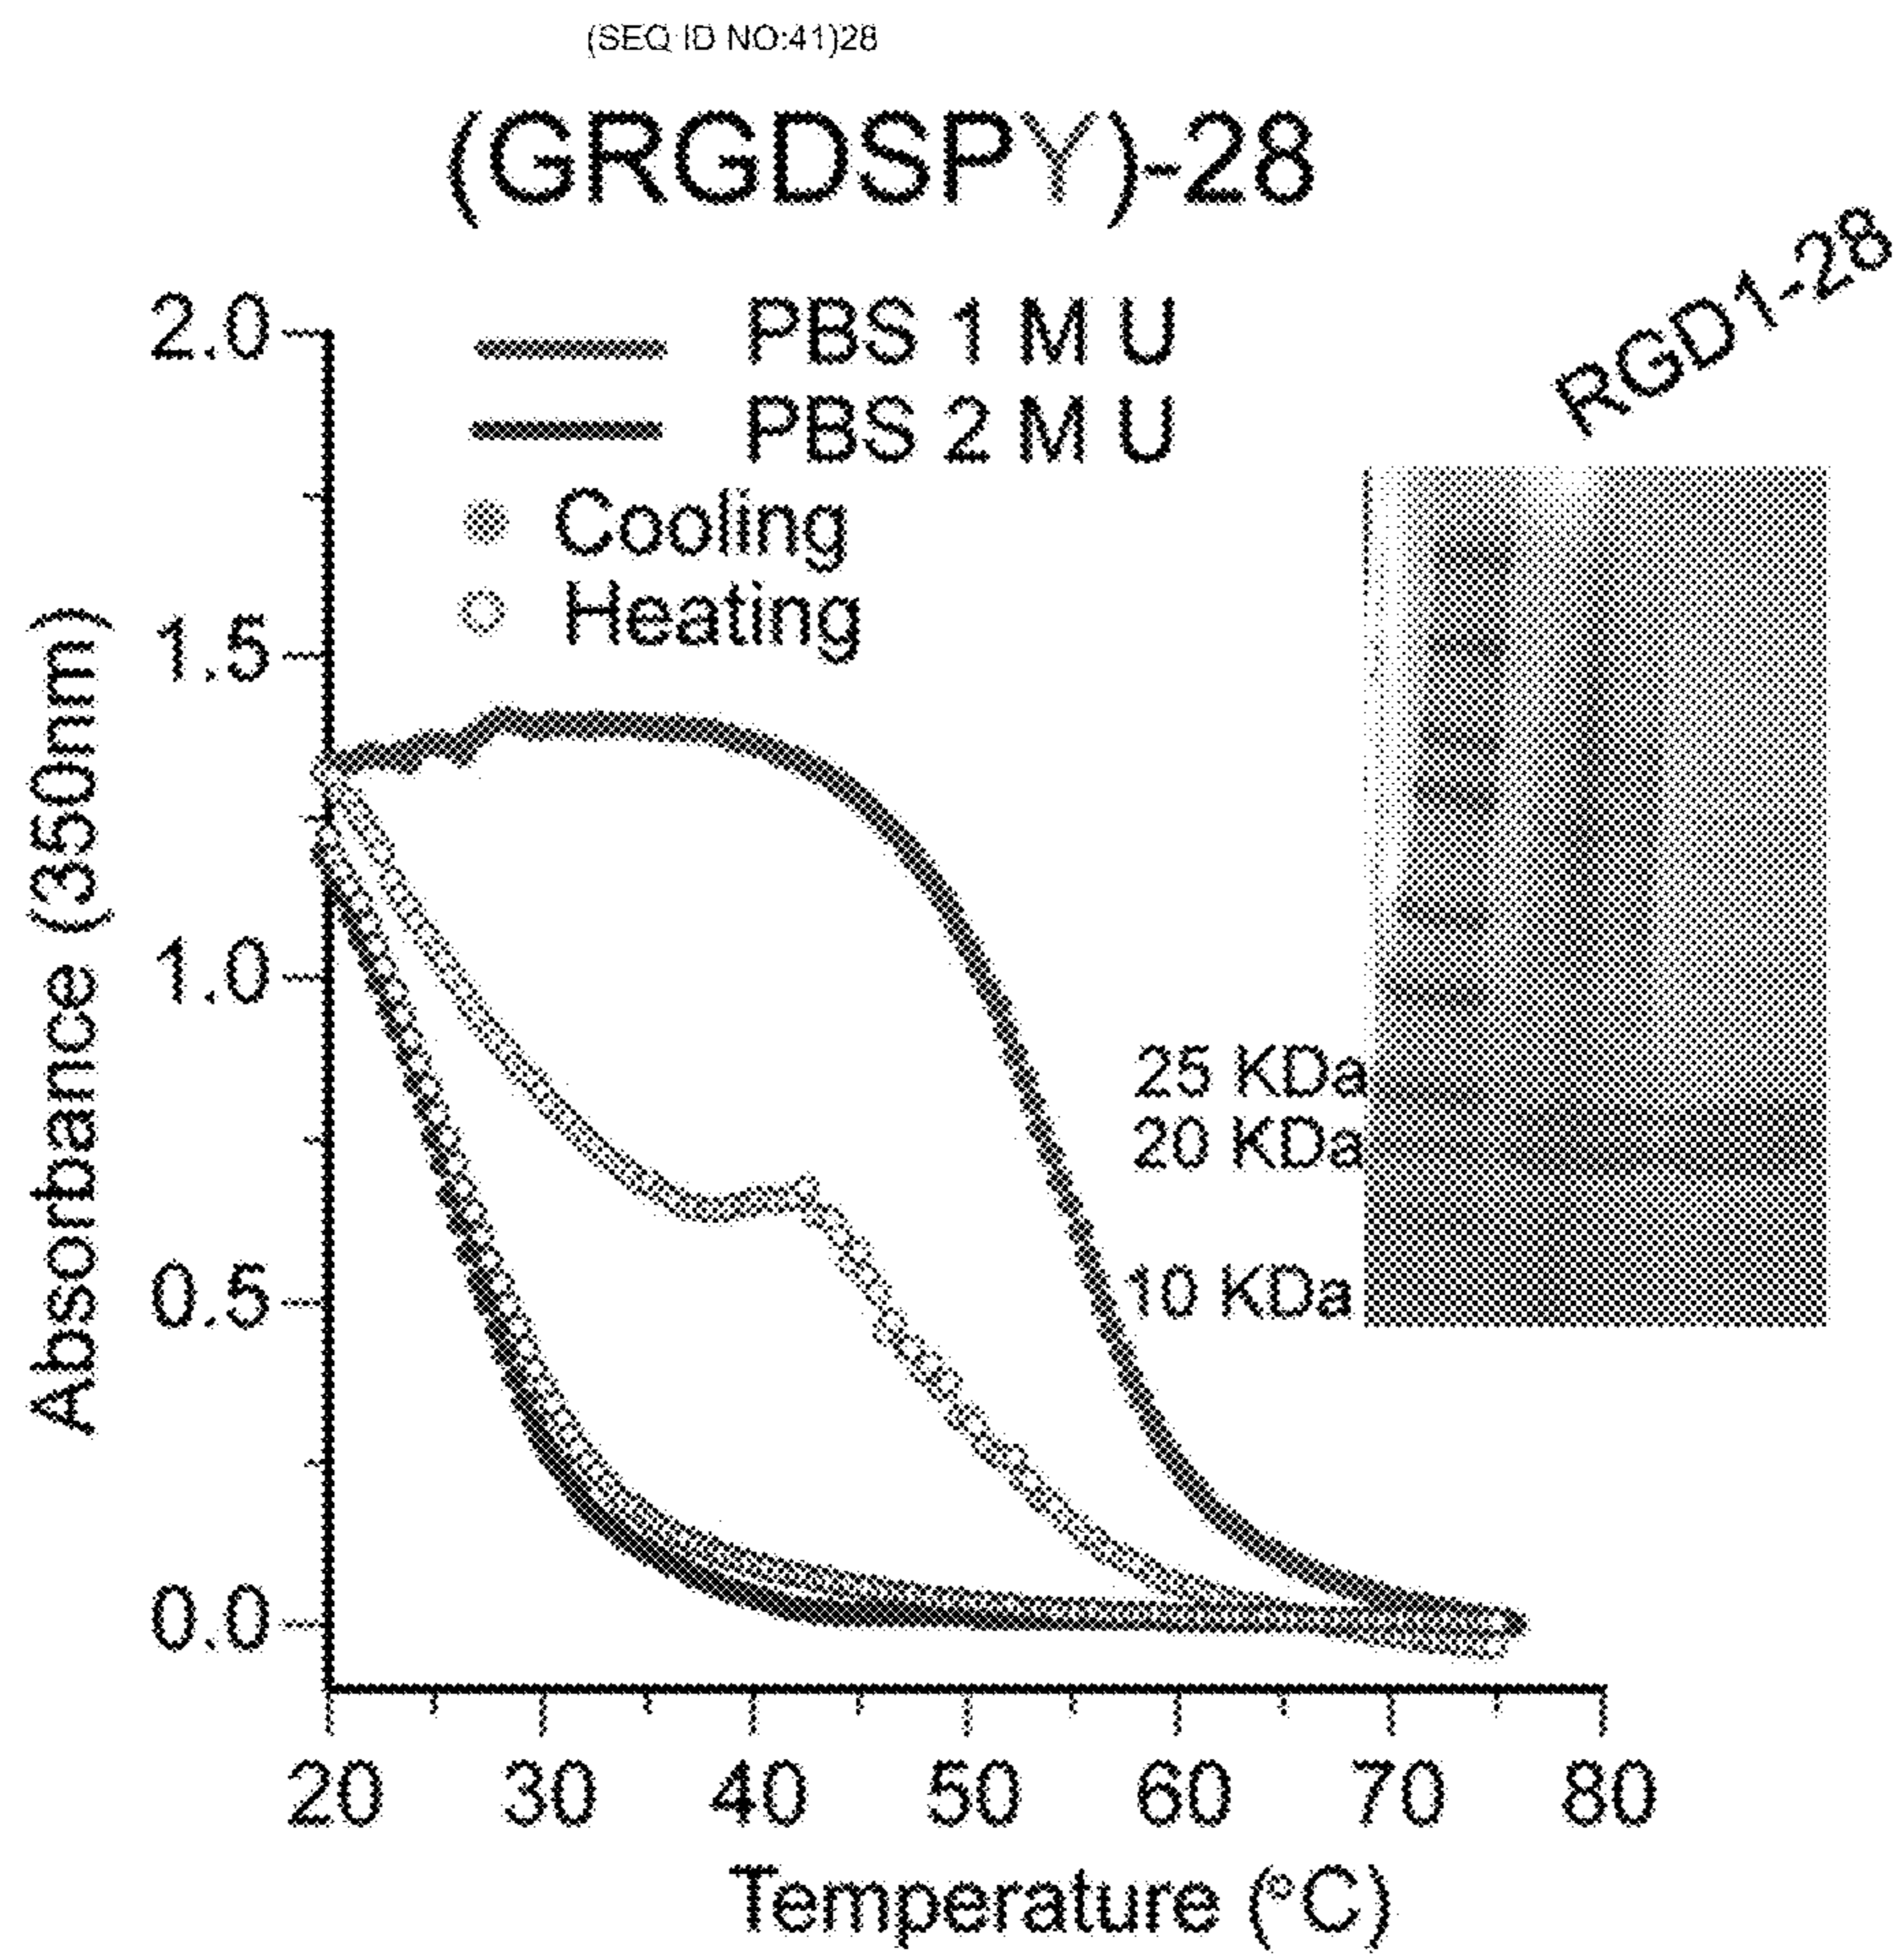 (SEQ ID NO:41)28
(GRGDSPY)-28
RGD1-28
PBS 1 M U
PBS 2 M U
Cooling
Heating
2.0
1.5
1.0
0.5
0.0
Absorbance (350nm)
25 KDa
20 KDa
10 KDa
20 30 40 50 60 70 80
Temperature (°C)